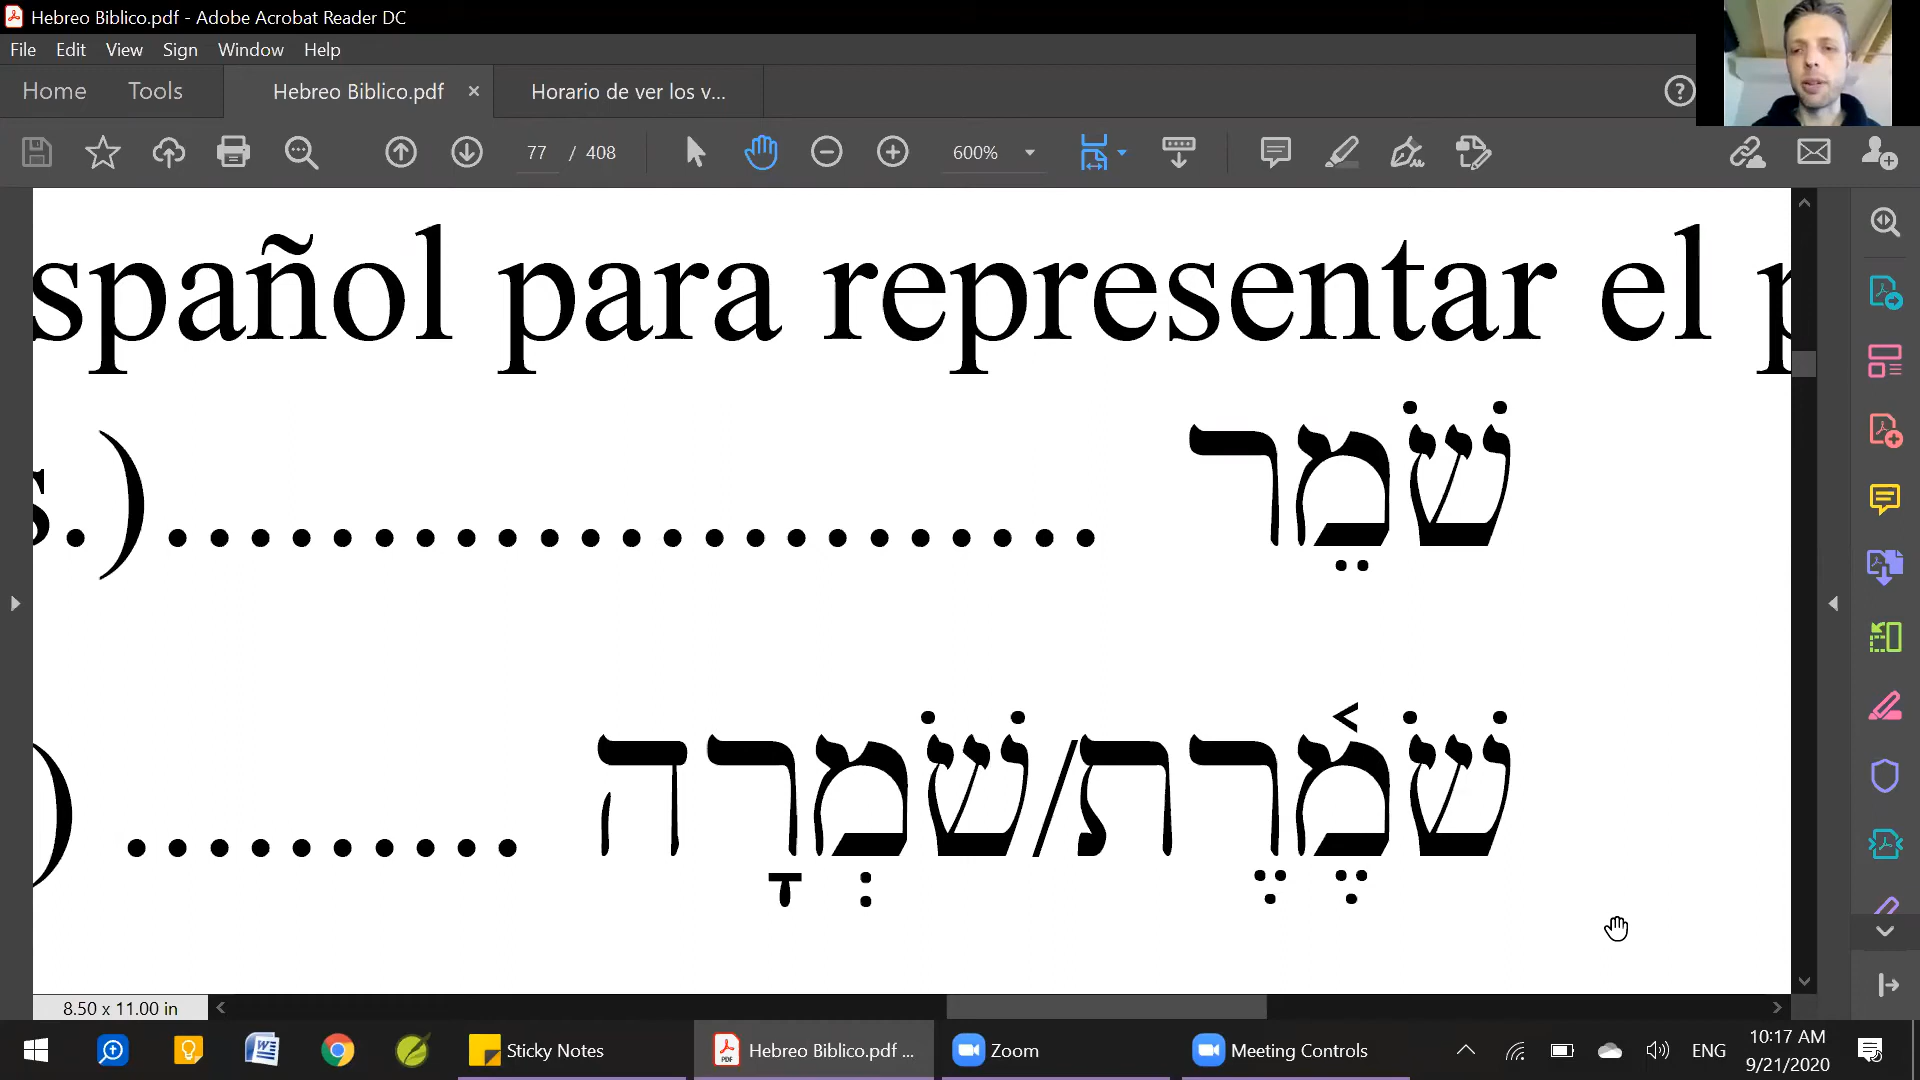 Hebreo Biblico.pdf - Adobe Acrobat Reader DC
File Edit View Sign Window Help
Home Tools Hebreo Biblico.pdf × Horario de ver los v...
77 / 408 600%
spañol para representar el p
s.)....................... שֹׁמֵר
) .......... שֹׁמֶ֫רֶת/שֹׁמְרָה
8.50 x 11.00 in
Sticky Notes Hebreo Biblico.pdf ... Zoom Meeting Controls ENG 10:17 AM
9/21/2020